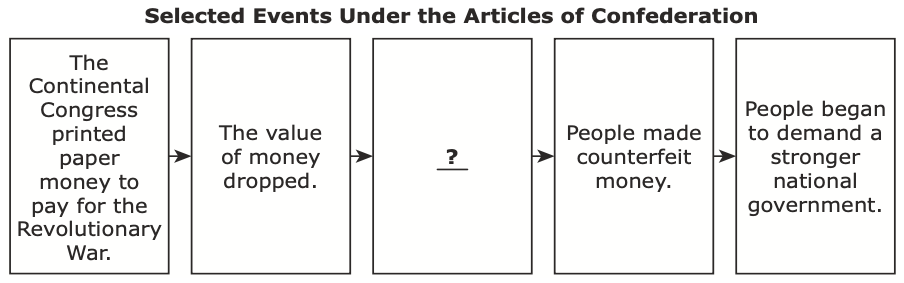 Selected Events Under the Articles of Confederation
The
Continental
Congress
printed
paper
money to
pay for the
Revolutionary
War.
The value
of money
dropped.
?
People made
counterfeit
money.
People began
to demand a
stronger
national
government.